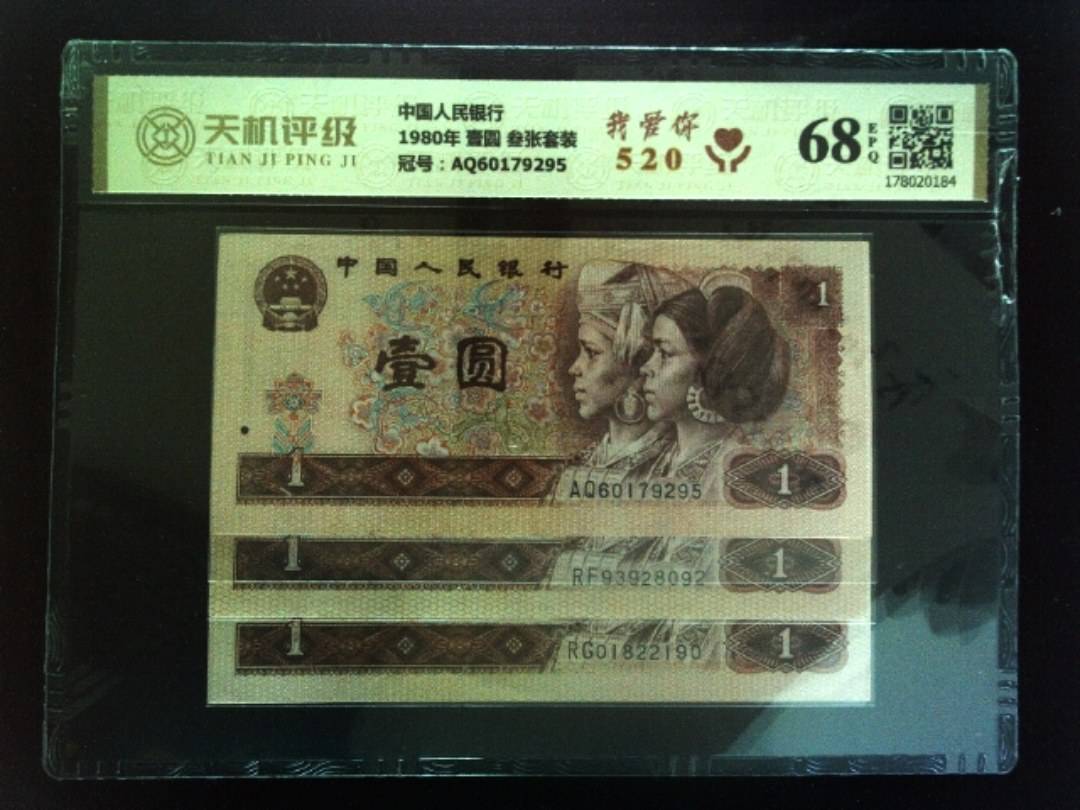 天机评级
TIAN JI PING JI
中国人民银行
1980年 壹圆 叁张套装
冠号：AQ60179295
我爱你
520
68
EPQ
178020184
中国人民银行
1
壹圆
1
AQ60179295
1
1
RF93928092
1
1
RG01822190
1